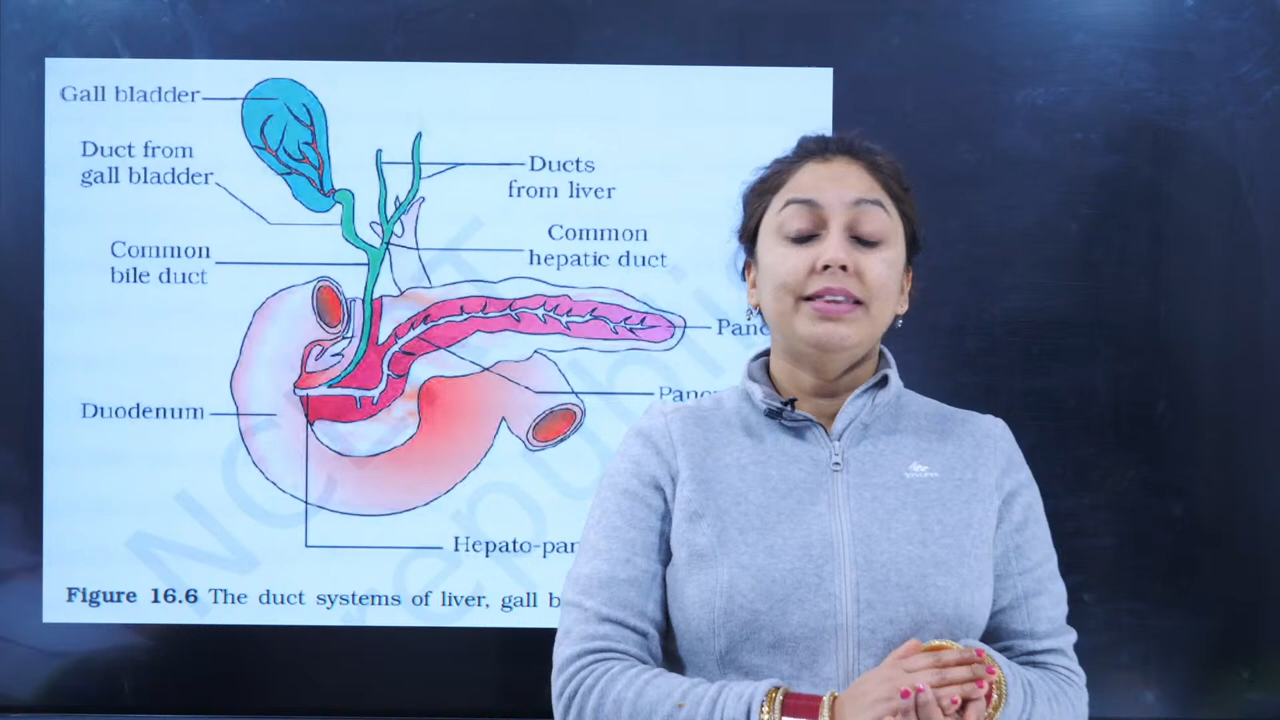 Gall bladder
Duct from
gall bladder
Ducts
from liver
Common
bile duct
Common
hepatic duct
Duodenum
Figure 16.6 The duct systems of liver, gall